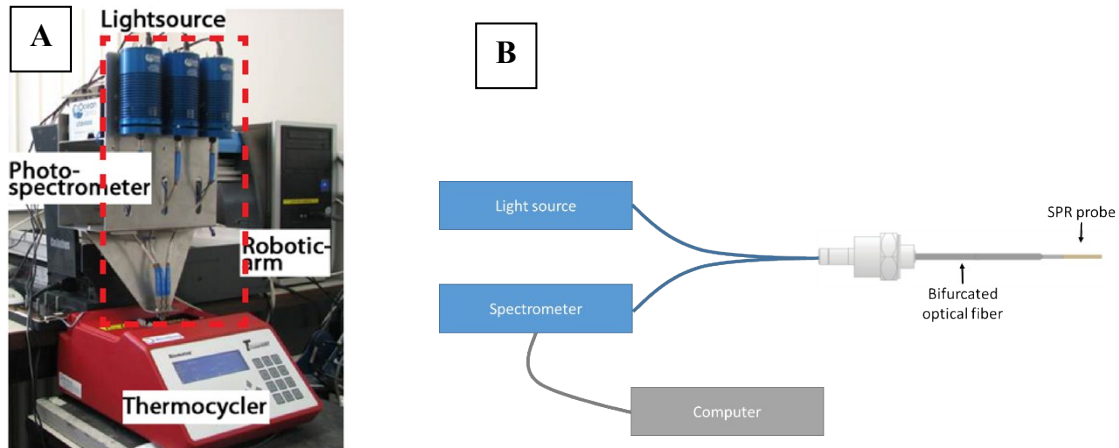 A
Lightsource
Photo-
spectrometer
Robotic-
arm
Thermocycler
B
Light source
Spectrometer
Computer
SPR probe
Bifurcated
optical fiber